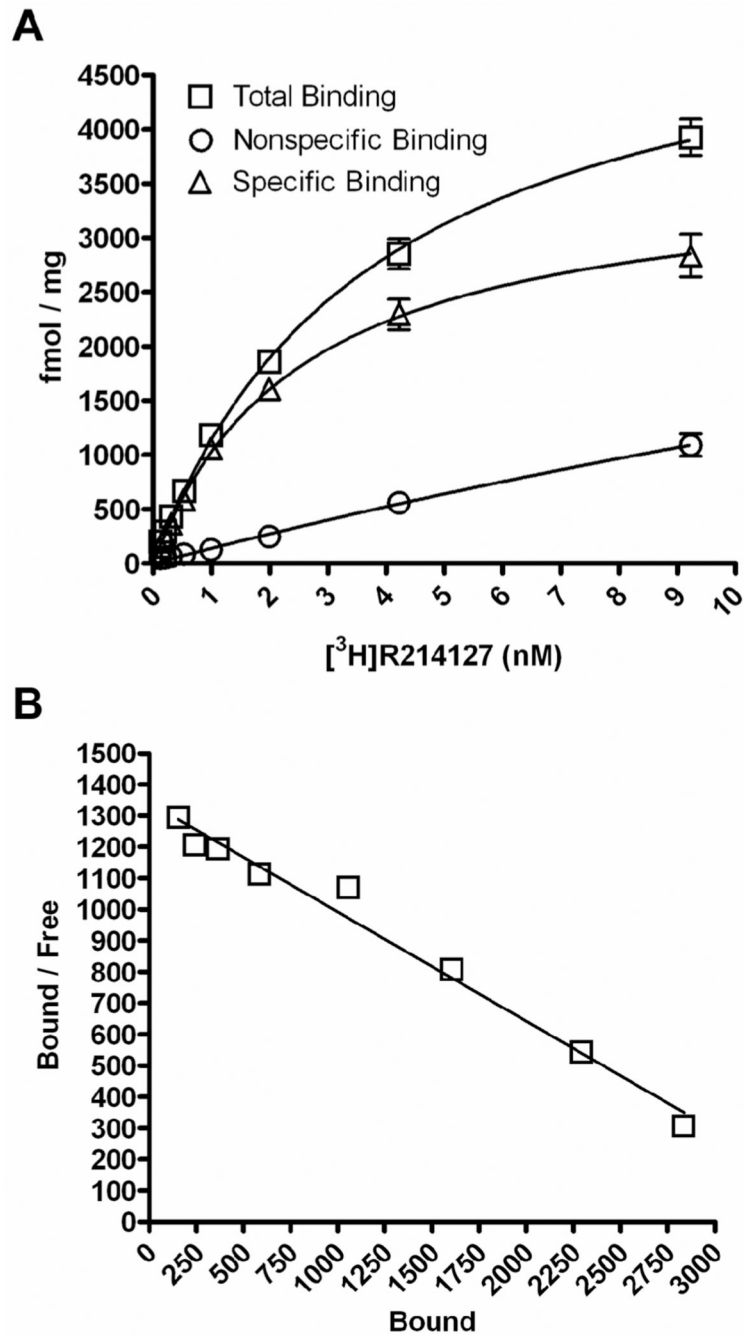 A
4500
4000
3500
3000
2500
2000
1500
1000
500
0
fmol / mg
Total Binding
Nonspecific Binding
Specific Binding
0 1 2 3 4 5 6 7 8 9 10
[³H]R214127 (nM)
B
1500
1400
1300
1200
1100
1000
900
800
700
600
500
400
300
200
100
0
Bound / Free
0 250 500 750 1000 1250 1500 1750 2000 2250 2500 2750 3000
Bound